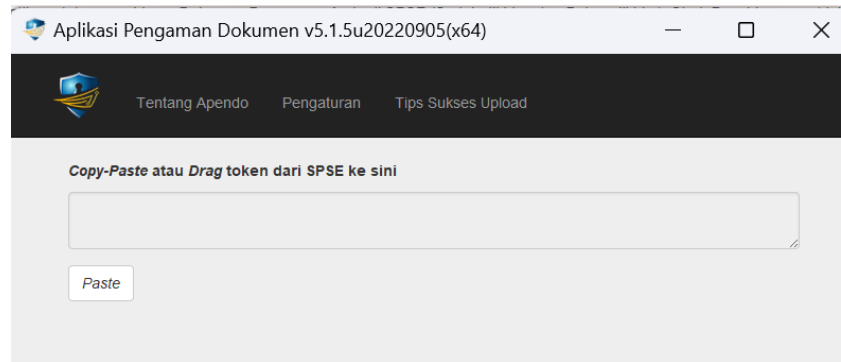 Aplikasi Pengaman Dokumen v5.1.5u20220905(x64)
Tentang Apendo Pengaturan Tips Sukses Upload
Copy-Paste atau Drag token dari SPSE ke sini
Paste